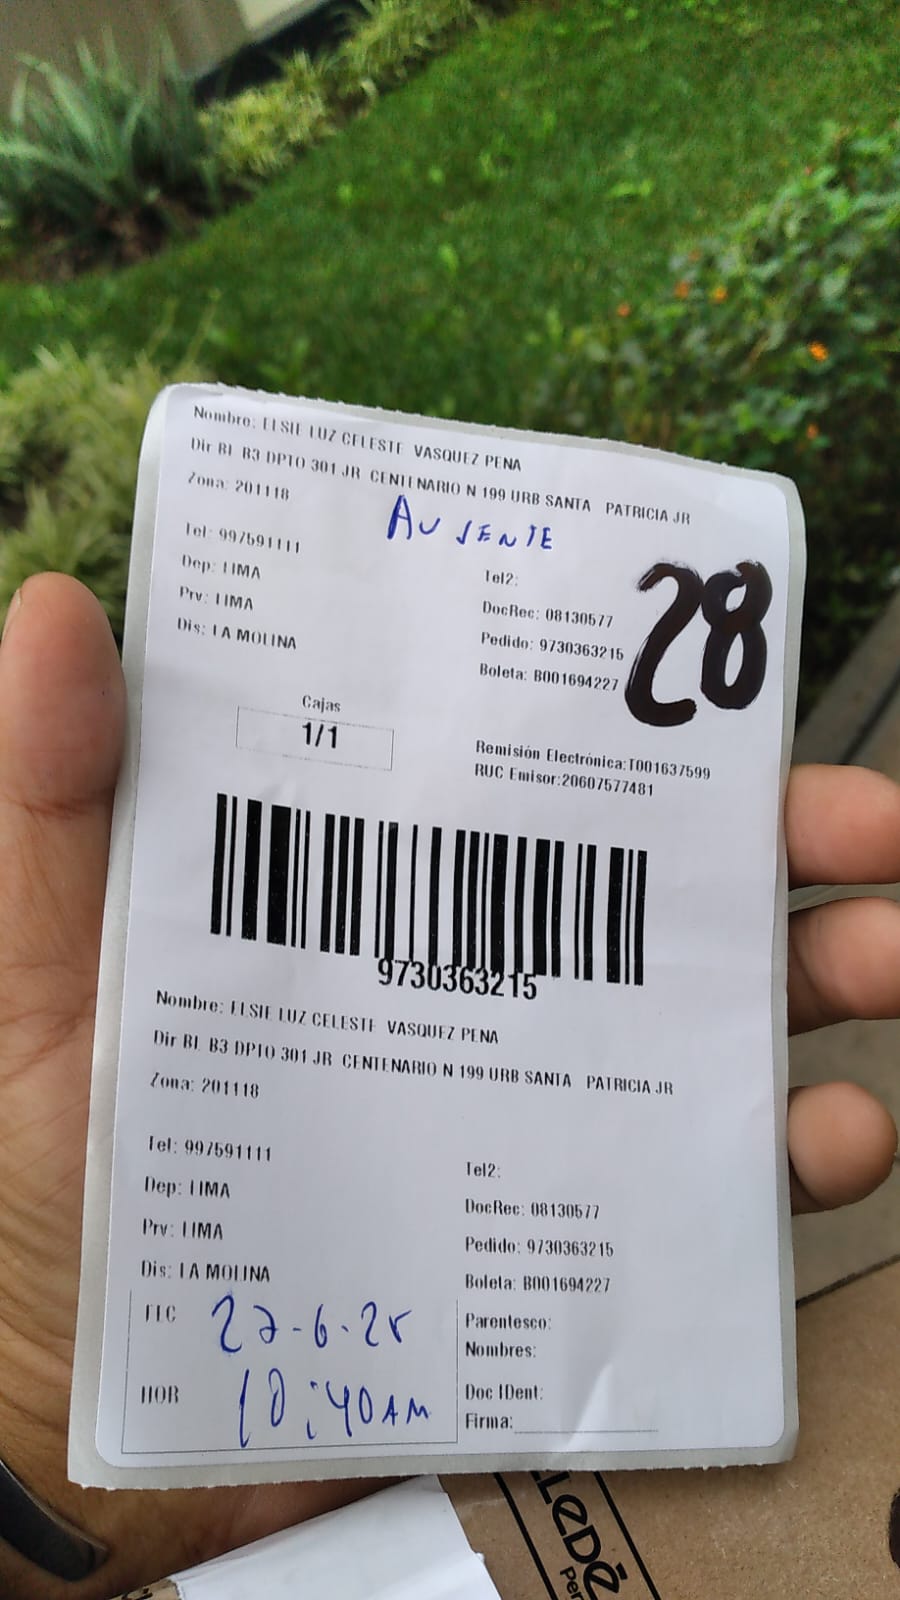 Nombre: ELSIE LUZ CELESTE VASQUEZ PENA
Dir BL B3 DPTO 301 JR CENTENARIO N 199 URB SANTA PATRICIA JR
Zona: 201118
AUSENTE
Tel: 997591111
Tel2:
28
Dep: LIMA
DocRec: 08130577
Prv: LIMA
Pedido: 9730363215
Dis: LA MOLINA
Boleta: B001694227
Cajas
1/1
Remisión Electrónica:T001637599
RUC Emisor:20607577481
9730363215
Nombre: ELSIE LUZ CELESTE VASQUEZ PENA
Dir BL B3 DPTO 301 JR CENTENARIO N 199 URB SANTA PATRICIA JR
Zona: 201118
Tel: 997591111
Tel2:
Dep: LIMA
DocRec: 08130577
Prv: LIMA
Pedido: 9730363215
Dis: LA MOLINA
Boleta: B001694227
FEC 27-6-25
Parentesco:
Nombres:
HOR 10:40AM
Doc IDent:
Firma: